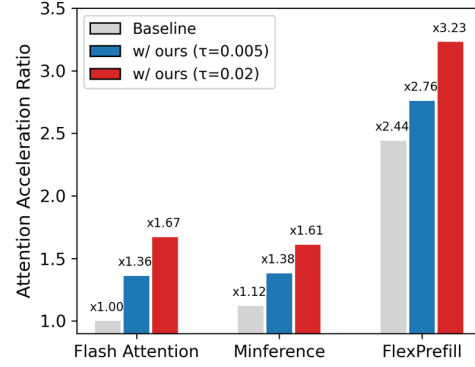 Attention Acceleration Ratio
3.5
3.0
2.5
2.0
1.5
1.0
Baseline
w/ ours (τ=0.005)
w/ ours (τ=0.02)
x1.00
x1.36
x1.67
x1.12
x1.38
x1.61
x2.44
x2.76
x3.23
Flash Attention
Minference
FlexPrefill